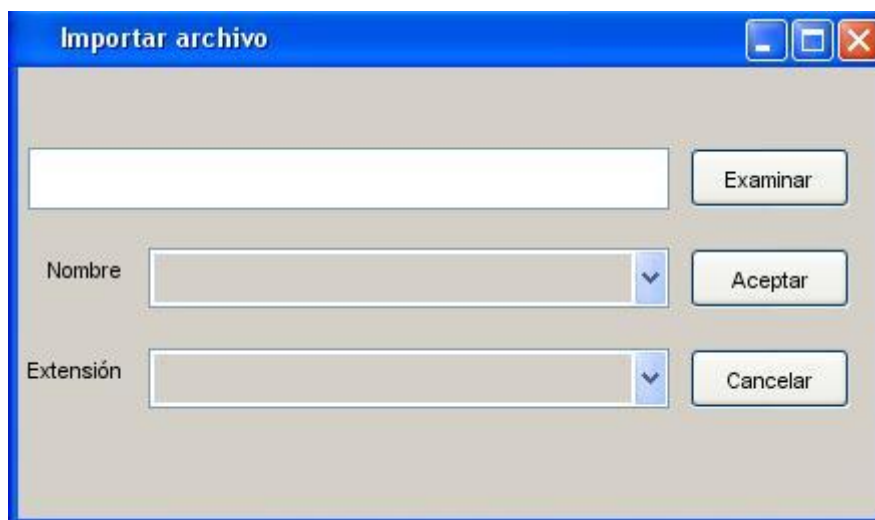 Importar archivo
Examinar
Nombre
Aceptar
Extensión
Cancelar